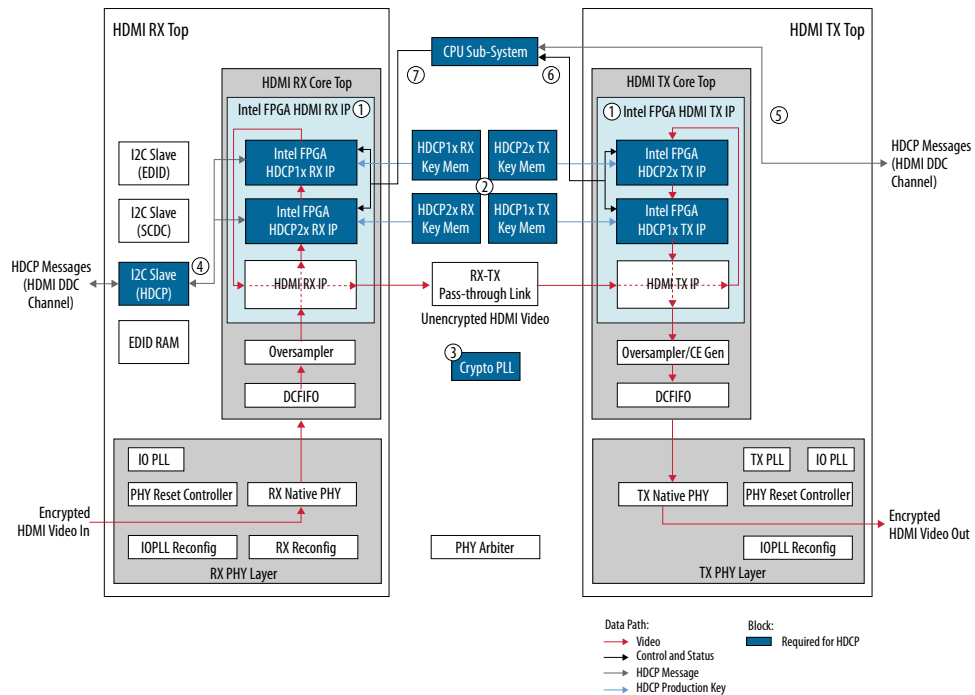 HDMI RX Top
HDMI TX Top
CPU Sub-System
7
6
5
HDMI RX Core Top
HDMI TX Core Top
Intel FPGA HDMI RX IP
1
1
Intel FPGA HDMI TX IP
I2C Slave
(EDID)
Intel FPGA
HDCP1x RX IP
HDCP1x RX
Key Mem
HDCP2x TX
Key Mem
Intel FPGA
HDCP2x TX IP
HDCP Messages
(HDMI DDC
Channel)
2
I2C Slave
(SCDC)
Intel FPGA
HDCP2x RX IP
HDCP2x RX
Key Mem
HDCP1x TX
Key Mem
Intel FPGA
HDCP1x TX IP
HDCP Messages
(HDMI DDC
Channel)
I2C Slave
(HDCP)
4
HDMI RX IP
RX-TX
Pass-through Link
HDMI TX IP
Unencrypted HDMI Video
EDID RAM
Oversampler
3
Crypto PLL
Oversampler/CE Gen
DCFIFO
DCFIFO
IO PLL
TX PLL
IO PLL
PHY Reset Controller
RX Native PHY
TX Native PHY
PHY Reset Controller
Encrypted
HDMI Video In
Encrypted
HDMI Video Out
IOPLL Reconfig
RX Reconfig
PHY Arbiter
IOPLL Reconfig
RX PHY Layer
TX PHY Layer
Data Path:
Video
Control and Status
HDCP Message
HDCP Production Key
Block:
Required for HDCP